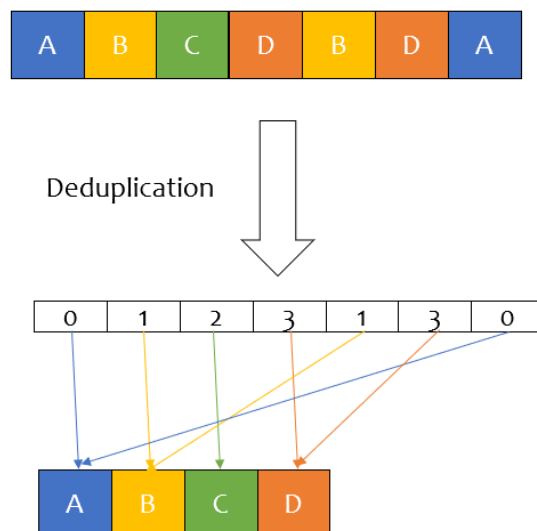 A B C D B D A
Deduplication
0 1 2 3 1 3 0
A B C D